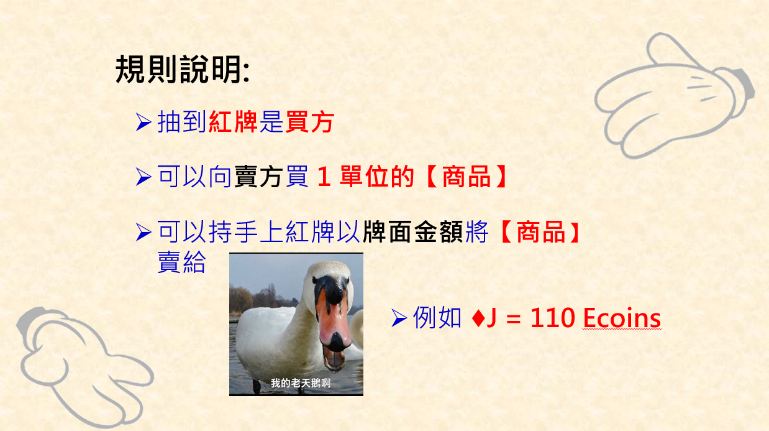 規則說明:
➢抽到紅牌是買方
➢可以向賣方買 1 單位的【商品】
➢可以持手上紅牌以牌面金額將【商品】
賣給
我的老天鵝啊
➢例如 ♦J = 110 Ecoins